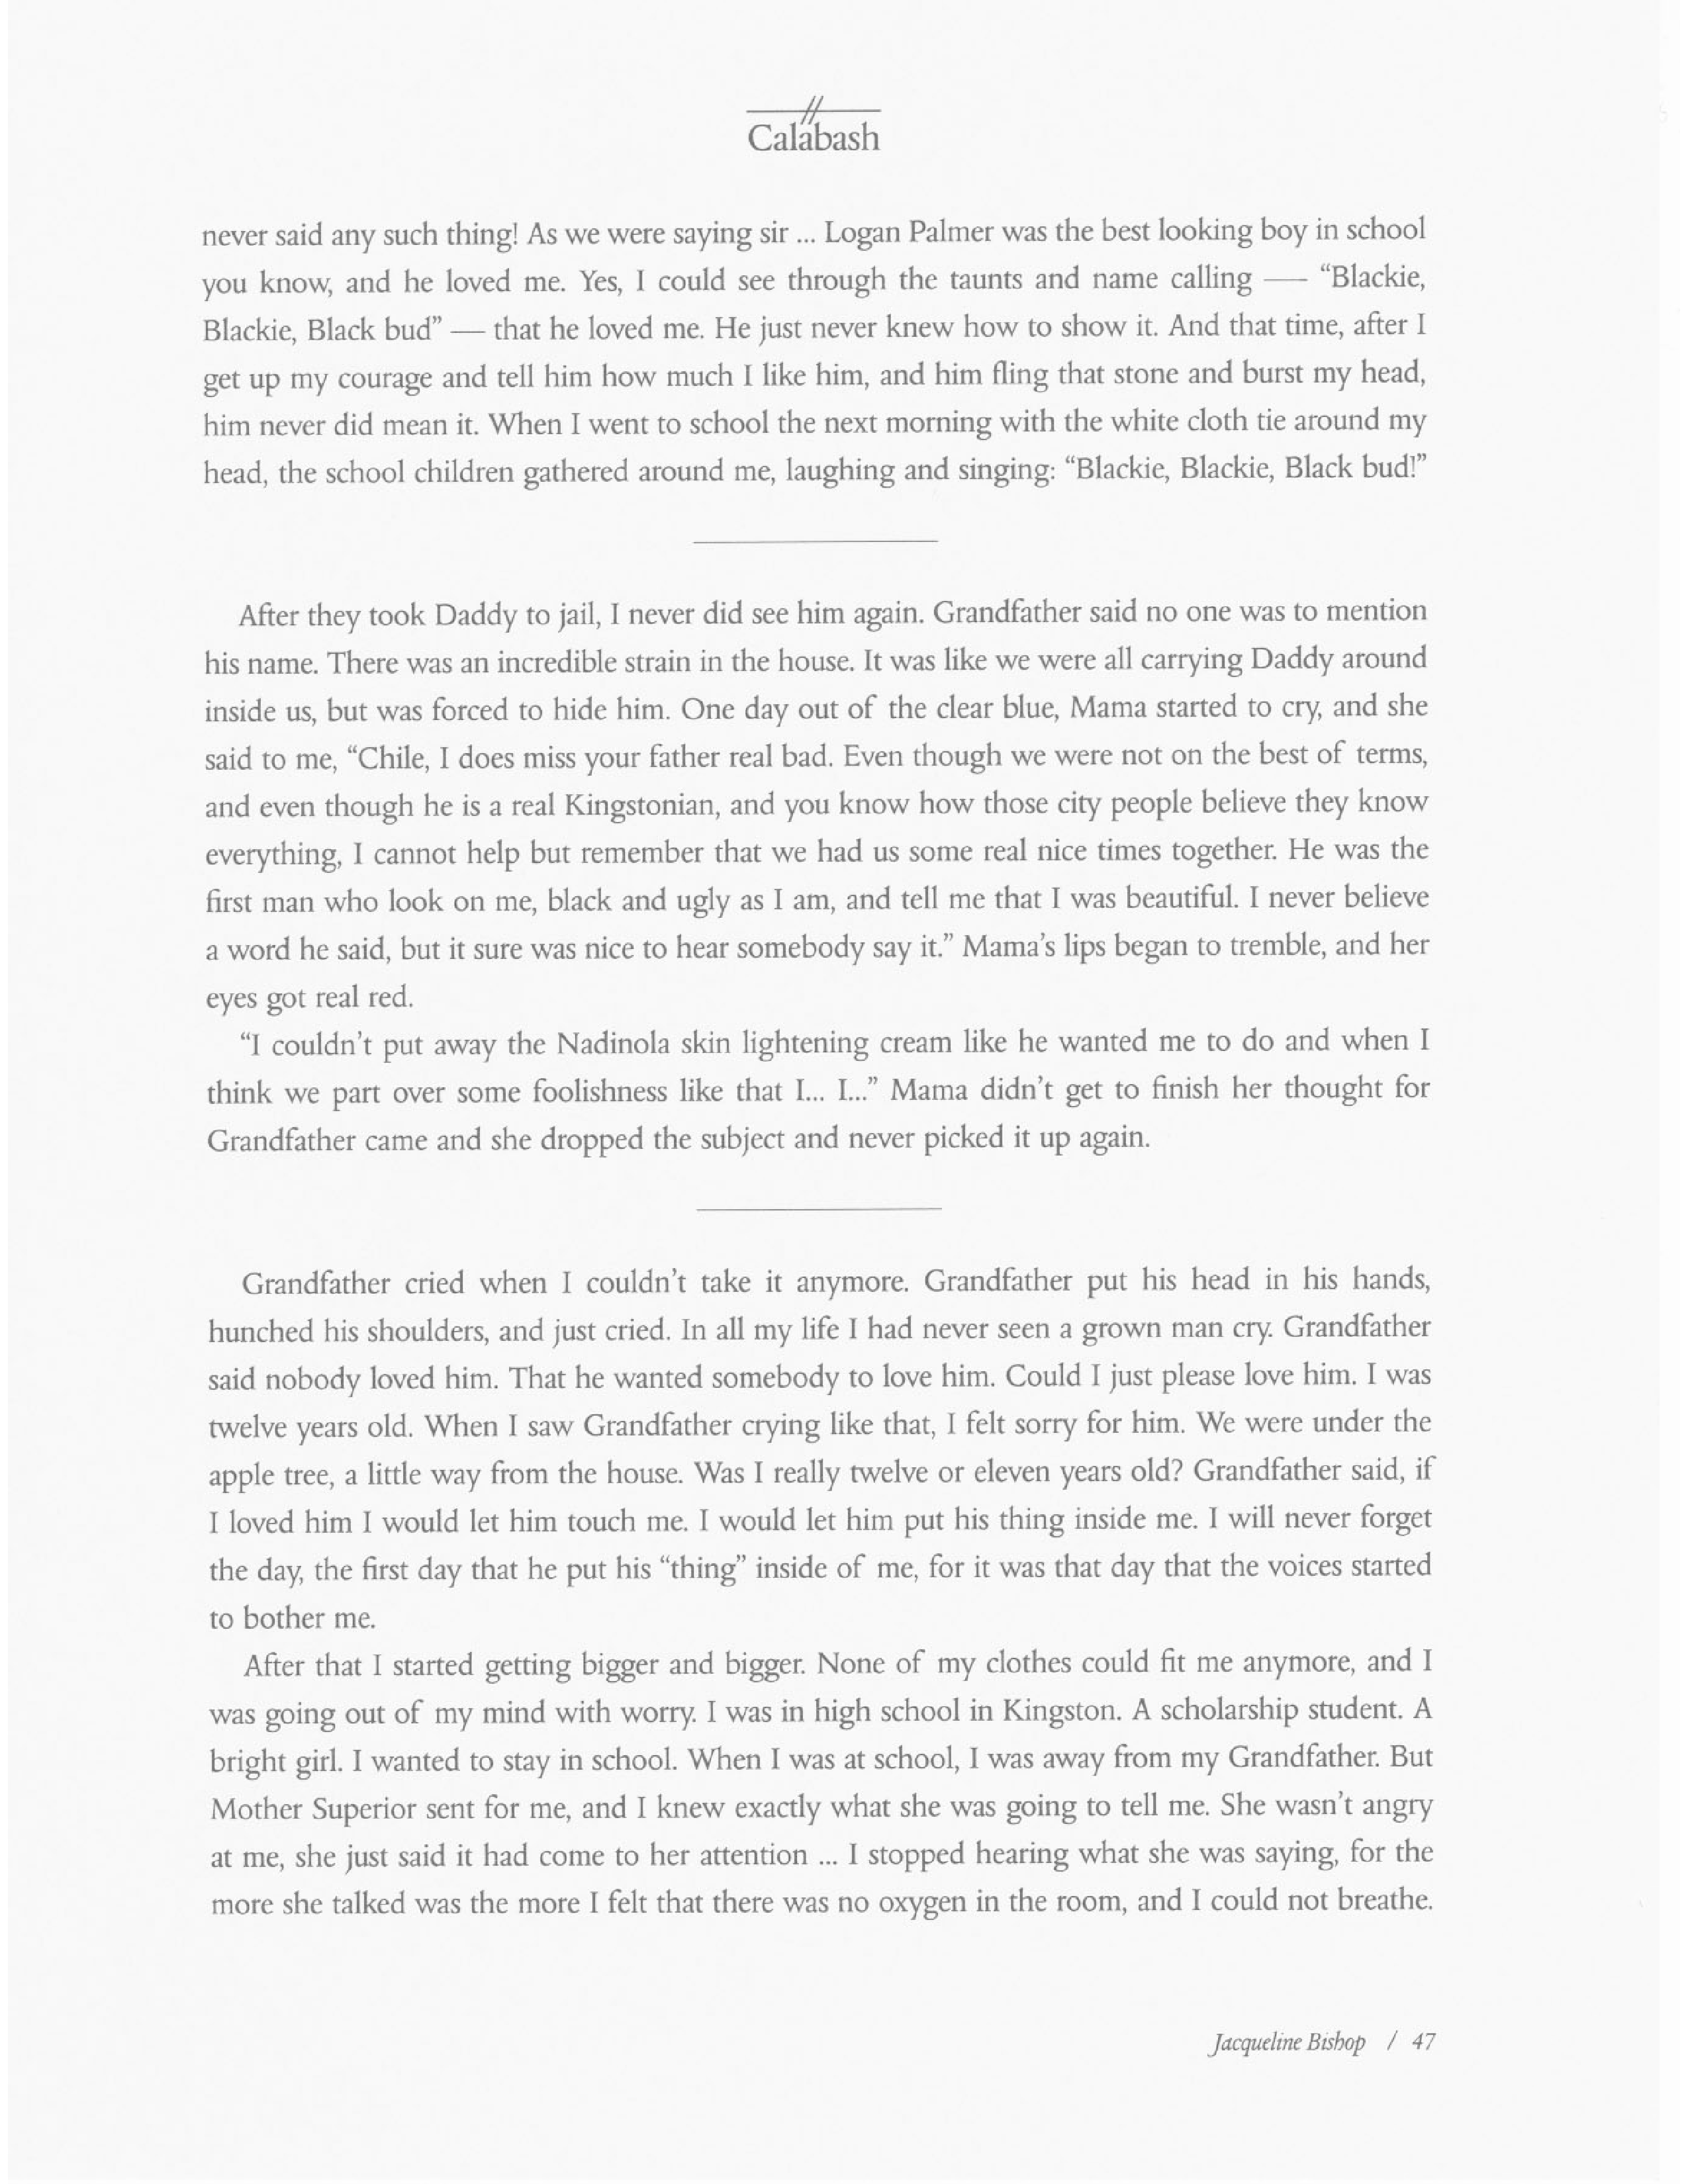 Calabash
never said any such thing! As we were saying sir ... Logan Palmer was the best looking boy in school
you know, and he loved me. Yes, I could see through the taunts and name calling — “Blackie,
Blackie, Black bud” — that he loved me. He just never knew how to show it. And that time, after I
get up my courage and tell him how much I like him, and him fling that stone and burst my head,
him never did mean it. When I went to school the next morning with the white cloth tie around my
head, the school children gathered around me, laughing and singing: “Blackie, Blackie, Black bud!”
After they took Daddy to jail, I never did see him again. Grandfather said no one was to mention
his name. There was an incredible strain in the house. It was like we were all carrying Daddy around
inside us, but was forced to hide him. One day out of the clear blue, Mama started to cry, and she
said to me, “Chile, I does miss your father real bad. Even though we were not on the best of terms,
and even though he is a real Kingstonian, and you know how those city people believe they know
everything, I cannot help but remember that we had us some real nice times together. He was the
first man who look on me, black and ugly as I am, and tell me that I was beautiful. I never believe
a word he said, but it sure was nice to hear somebody say it.” Mama’s lips began to tremble, and her
eyes got real red.
“I couldn’t put away the Nadinola skin lightening cream like he wanted me to do and when I
think we part over some foolishness like that I... I...” Mama didn’t get to finish her thought for
Grandfather came and she dropped the subject and never picked it up again.
Grandfather cried when I couldn’t take it anymore. Grandfather put his head in his hands,
hunched his shoulders, and just cried. In all my life I had never seen a grown man cry. Grandfather
said nobody loved him. That he wanted somebody to love him. Could I just please love him. I was
twelve years old. When I saw Grandfather crying like that, I felt sorry for him. We were under the
apple tree, a little way from the house. Was I really twelve or eleven years old? Grandfather said, if
I loved him I would let him touch me. I would let him put his thing inside me. I will never forget
the day, the first day that he put his “thing” inside of me, for it was that day that the voices started
to bother me.
After that I started getting bigger and bigger. None of my clothes could fit me anymore, and I
was going out of my mind with worry. I was in high school in Kingston. A scholarship student. A
bright girl. I wanted to stay in school. When I was at school, I was away from my Grandfather. But
Mother Superior sent for me, and I knew exactly what she was going to tell me. She wasn’t angry
at me, she just said it had come to her attention ... I stopped hearing what she was saying, for the
more she talked was the more I felt that there was no oxygen in the room, and I could not breathe.
Jacqueline Bishop / 47